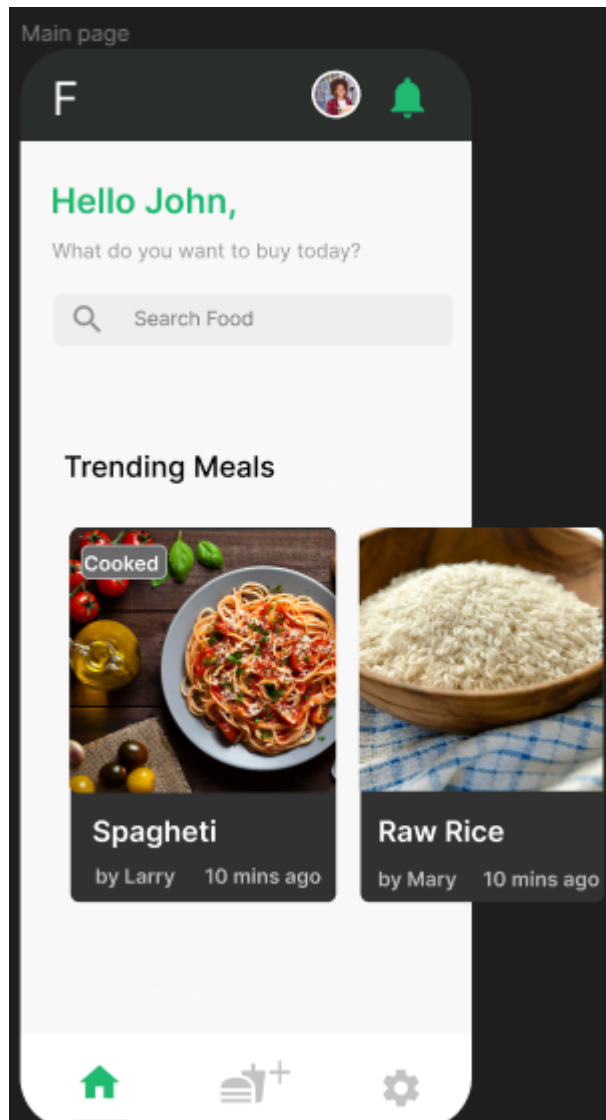 Main page
F
Hello John,
What do you want to buy today?
Search Food
Trending Meals
Cooked
Spagheti
by Larry 10 mins ago
Raw Rice
by Mary 10 mins ago